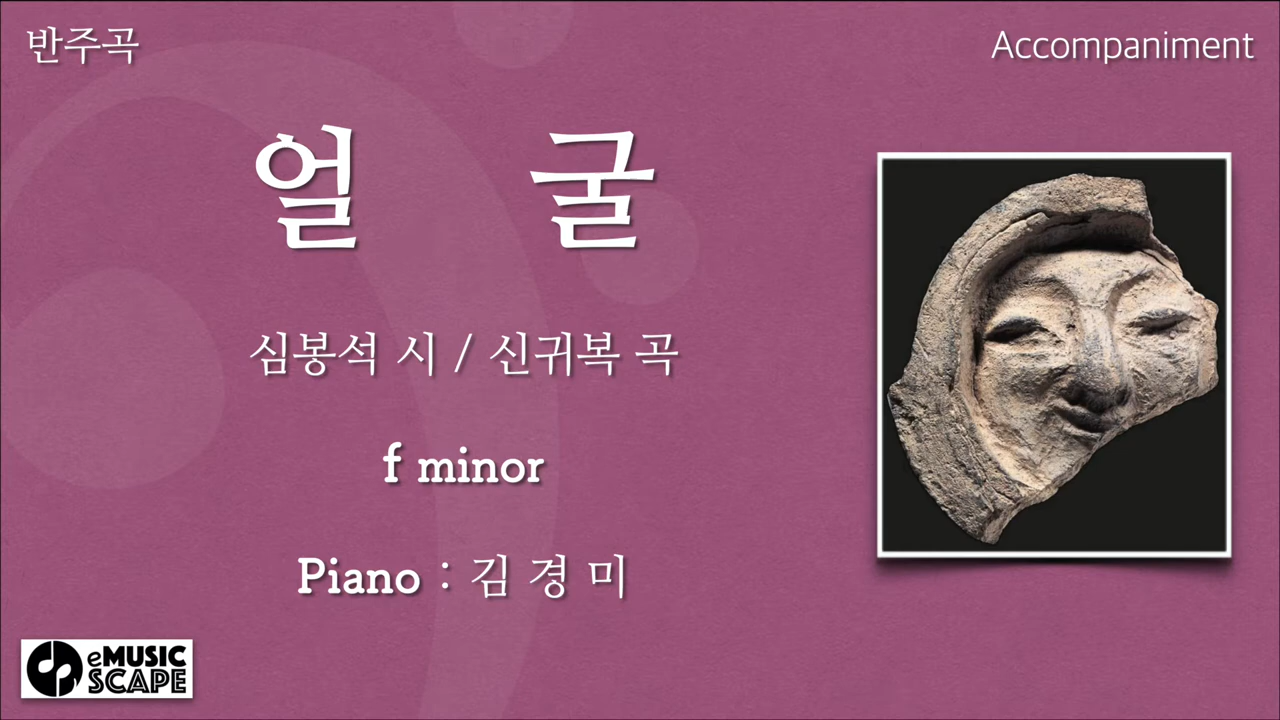 반주곡
Accompaniment
얼 굴
심봉석 시 / 신귀복 곡
f minor
Piano : 김 경 미
eMUSIC
SCAPE